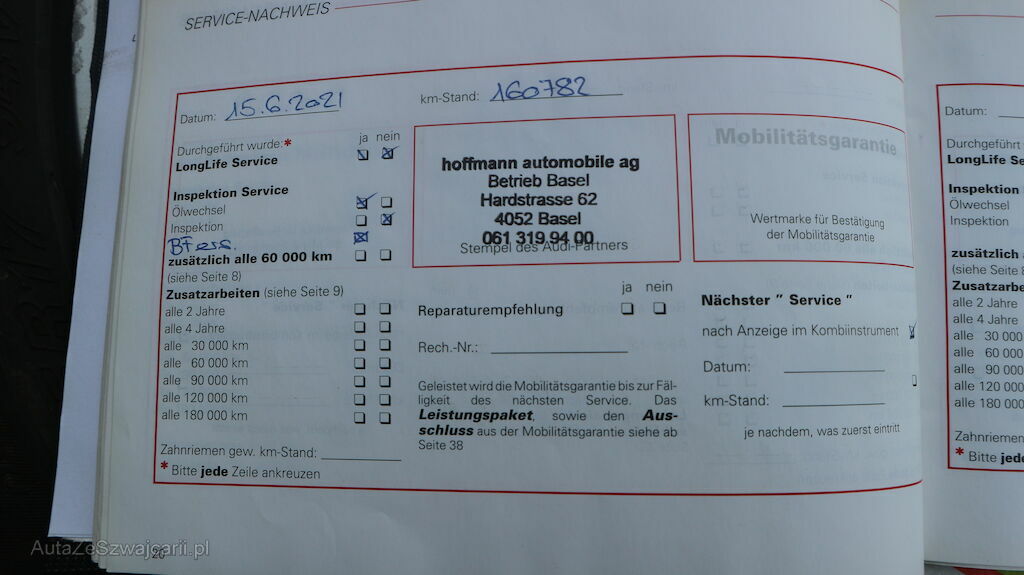 SERVICE-NACHWEIS
Datum: 15.6.2021
km-Stand: 160782
Durchgeführt wurde:*
ja nein
LongLife Service
Inspektion Service
Ölwechsel
Inspektion
zusätzlich alle 60 000 km
(siehe Seite 8)
Zusatzarbeiten (siehe Seite 9)
alle 2 Jahre
alle 4 Jahre
alle 30 000 km
alle 60 000 km
alle 90 000 km
alle 120 000 km
alle 180 000 km
Zahnriemen gew. km-Stand:
* Bitte jede Zeile ankreuzen
hoffmann automobile ag
Betrieb Basel
Hardstrasse 62
4052 Basel
061 319 94 00
Stempel des Audi-Partners
ja nein
Reparaturempfehlung
Rech.-Nr.:
Geleistet wird die Mobilitätsgarantie bis zur Fäl-
ligkeit des nächsten Service. Das
Leistungspaket, sowie den Aus-
schluss aus der Mobilitätsgarantie siehe ab
Seite 38
Mobilitätsgarantie
Wertmarke für Bestätigung
der Mobilitätsgarantie
Nächster " Service "
nach Anzeige im Kombiinstrument
Datum:
km-Stand:
je nachdem, was zuerst eintritt
20
Datum:
Durchgeführt w
LongLife Se
Inspektion
Ölwechsel
Inspektion
zusätzlich a
(siehe Seite 8
Zusatzarbei
alle 2 Jahre
alle 4 Jahre
alle 30 000
alle 60 000
alle 90 000
alle 120 000
alle 180 000
Zahnriemen
* Bitte jede
AutaZeSzwajcarii.pl